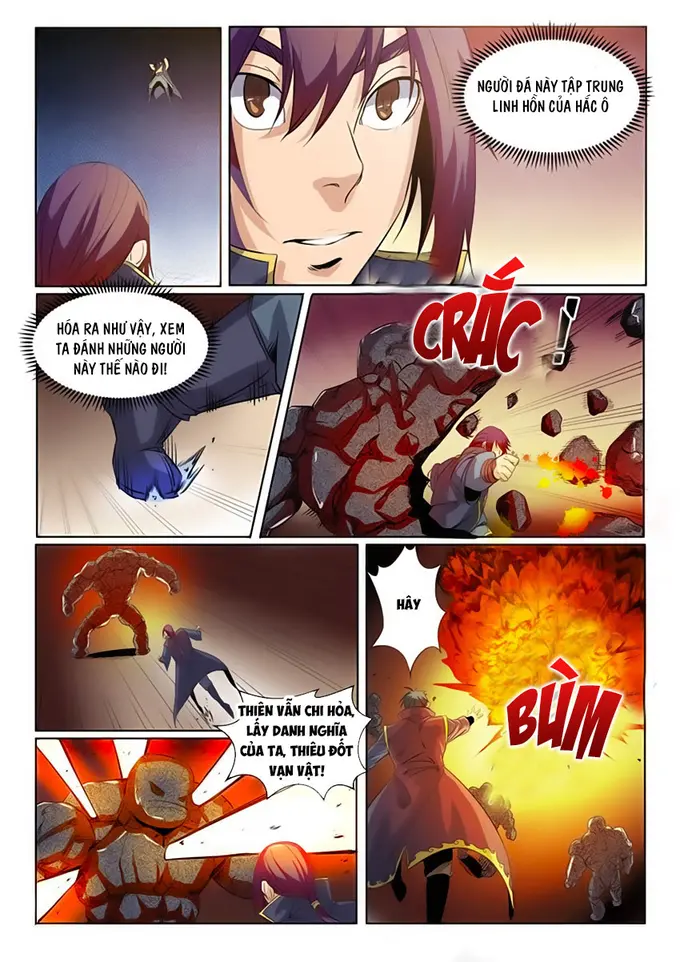 NGƯỜI ĐÁ NÀY TẬP TRUNG
LINH HỒN CỦA HẮC Ô
HÓA RA NHƯ VẬY, XEM
TA ĐÁNH NHỮNG NGƯỜI
NÀY THẾ NÀO ĐI!
CRẮC!
THIÊN VẪN CHI HỎA,
LẤY DANH NGHĨA
CỦA TA, THIÊU ĐỐT
VẠN VẬT!
HÂY
BÙM